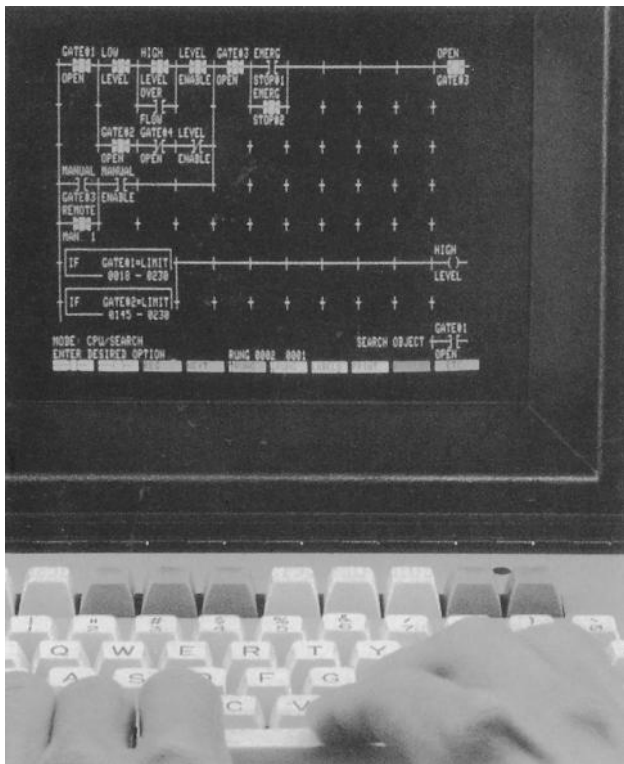 GATE#1 LOW HIGH LEVEL GATE#3 EMERG OPEN
OPEN LEVEL LEVEL ENABLE OPEN STOP#1 GATE#3
OVER EMERG
FLOW STOP#2
GATE#2 GATE#4 LEVEL
OPEN OPEN ENABLE
MANUAL MANUAL
GATE#3 ENABLE
REMOTE
MAN 1
HIGH
IF GATE#1=LIMIT
0018 - 0230 LEVEL
IF GATE#2=LIMIT
0145 - 0230
GATE#1
MODE: CPU/SEARCH SEARCH OBJECT
ENTER DESIRED OPTION RUNG 0002 0001 OPEN
Q W E R T Y
A S D F G
C V